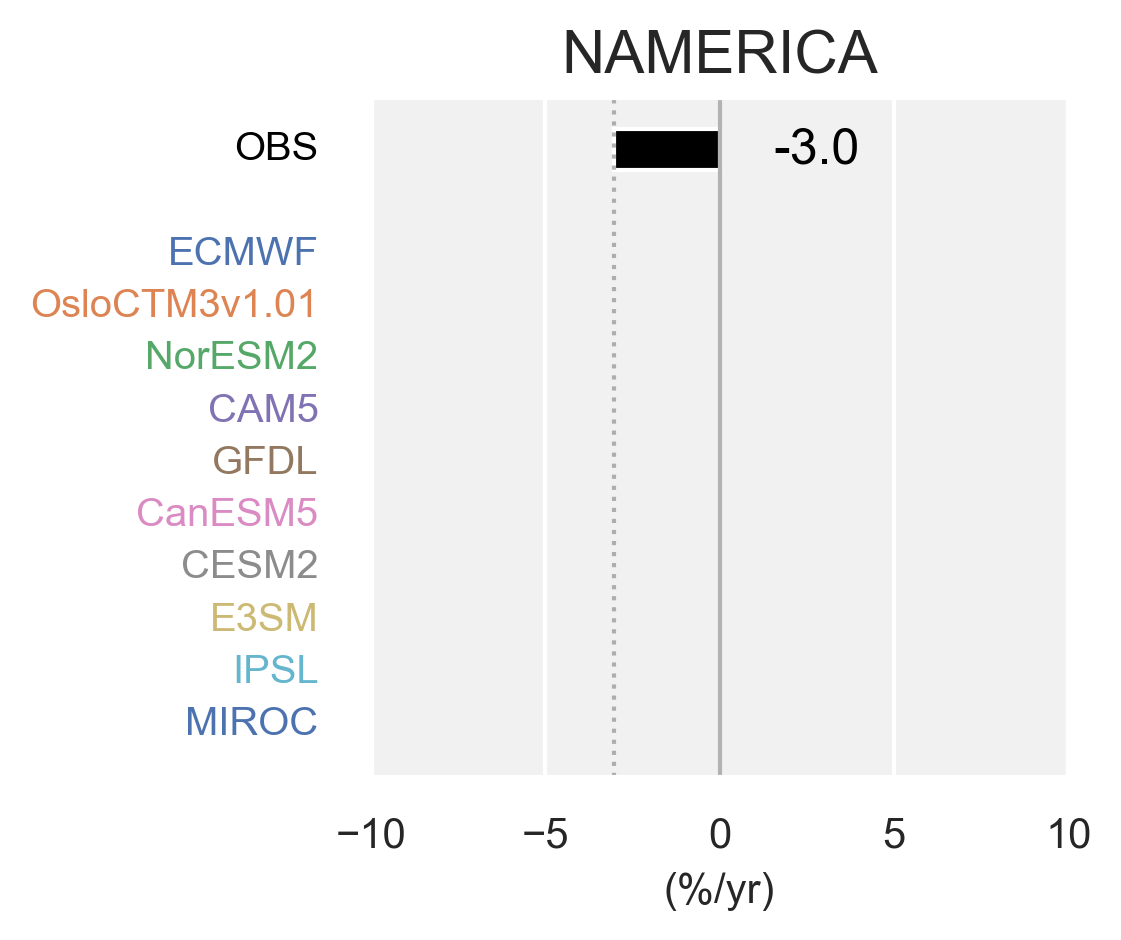 NAMERICA
OBS
-3.0
ECMWF
OsloCTM3v1.01
NorESM2
CAM5
GFDL
CanESM5
CESM2
E3SM
IPSL
MIROC
−10 −5 0 5 10
(%/yr)